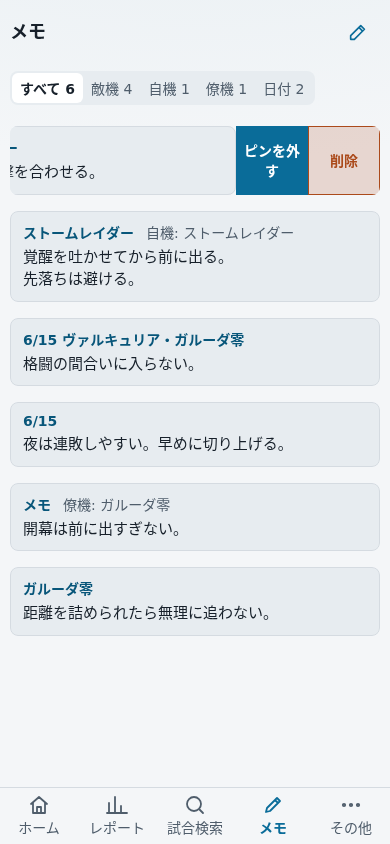 メモ
すべて 6 敵機 4 自機 1 僚機 1 日付 2
ー
を合わせる。
ピンを外す
削除
ストームレイダー 自機: ストームレイダー
覚醒を吐かせてから前に出る。
先落ちは避ける。
6/15 ヴァルキュリア・ガルーダ零
格闘の間合いに入らない。
6/15
夜は連敗しやすい。早めに切り上げる。
メモ 僚機: ガルーダ零
開幕は前に出すぎない。
ガルーダ零
距離を詰められたら無理に追わない。
ホーム レポート 試合検索 メモ その他